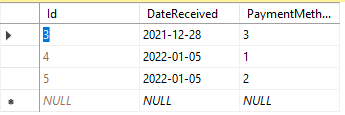 Id DateReceived PaymentMeth...
3 2021-12-28 3
4 2022-01-05 1
5 2022-01-05 2
NULL NULL NULL